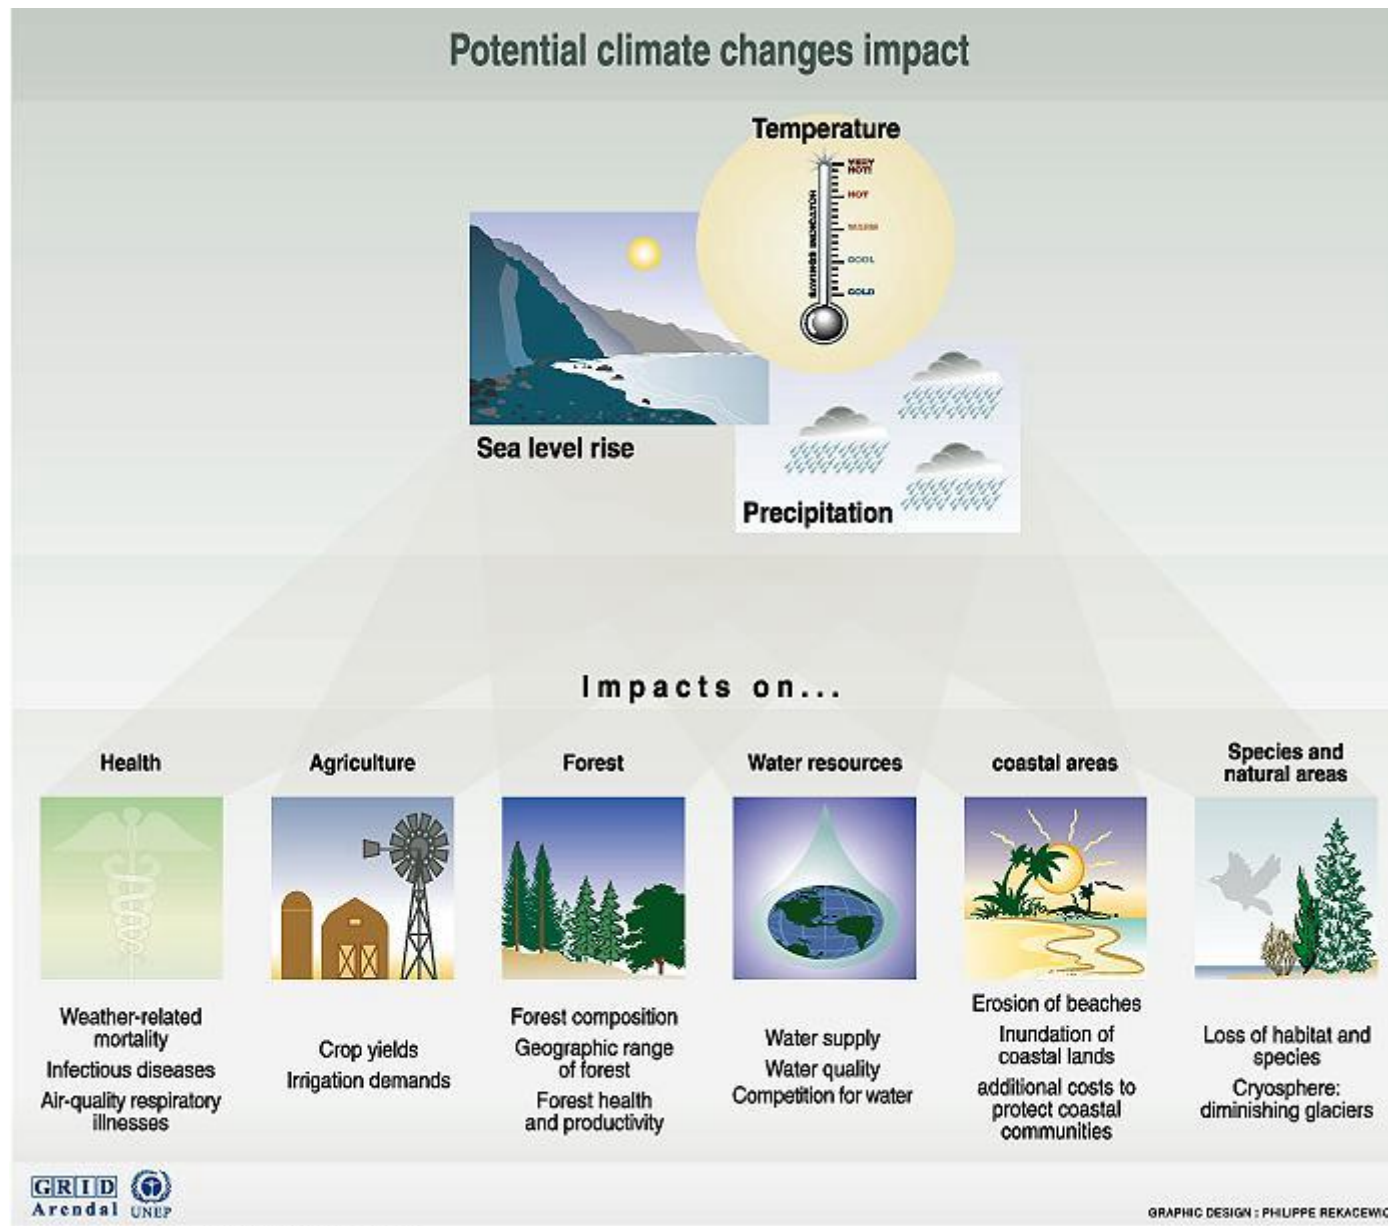 Potential climate changes impact
Temperature
VERY
HOT!
HOT
WARM
COOL
COLD
Sea level rise
Precipitation
Impacts on...
Health
Weather-related
mortality
Infectious diseases
Air-quality respiratory
illnesses
Agriculture
Crop yields
Irrigation demands
Forest
Forest composition
Geographic range
of forest
Forest health
and productivity
Water resources
Water supply
Water quality
Competition for water
coastal areas
Erosion of beaches
Inundation of
coastal lands
additional costs to
protect coastal
communities
Species and
natural areas
Loss of habitat and
species
Cryosphere:
diminishing glaciers
GRID
Arendal
UNEP
GRAPHIC DESIGN : PHILIPPE